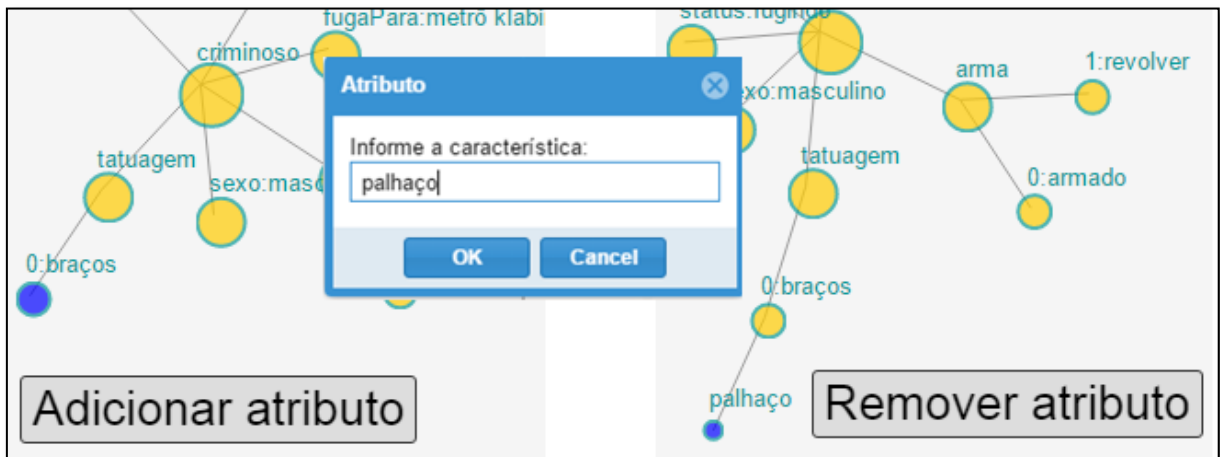 fugaPara:metrô klabi
criminoso
tatuagem
sexo:masc
0:braços
Atributo
Informe a característica:
palhaço
OK
Cancel
Adicionar atributo
status:fugindo
exo:masculino
arma
1:revolver
tatuagem
0:armado
0:braços
palhaço
Remover atributo